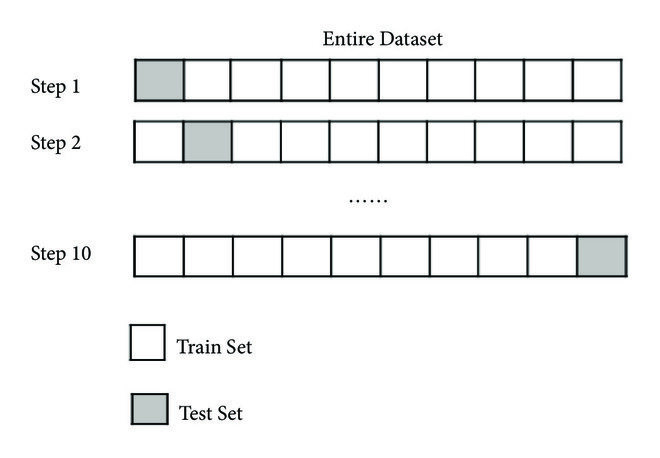 Entire Dataset
Step 1
Step 2
......
Step 10
Train Set
Test Set